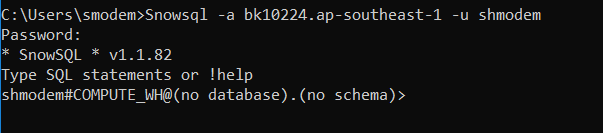 C:\Users\smodem>Snowsql -a bk10224.ap-southeast-1 -u shmodem
Password:
* SnowSQL * v1.1.82
Type SQL statements or !help
shmodem#COMPUTE_WH@(no database).(no schema)>